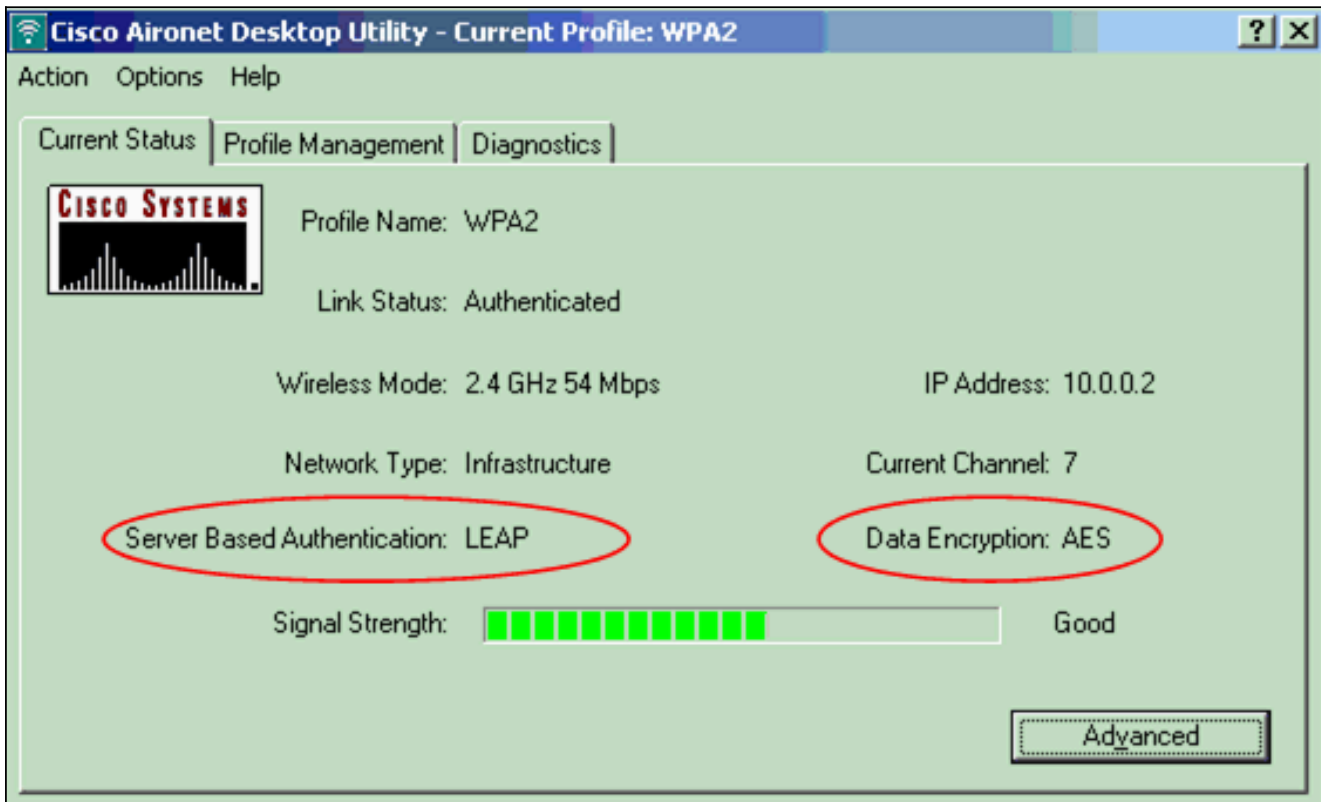 Cisco Aironet Desktop Utility - Current Profile: WPA2
Action Options Help
Current Status Profile Management Diagnostics
CISCO SYSTEMS
Profile Name: WPA2
Link Status: Authenticated
Wireless Mode: 2.4 GHz 54 Mbps IP Address: 10.0.0.2
Network Type: Infrastructure Current Channel: 7
Server Based Authentication: LEAP Data Encryption: AES
Signal Strength: Good
Advanced